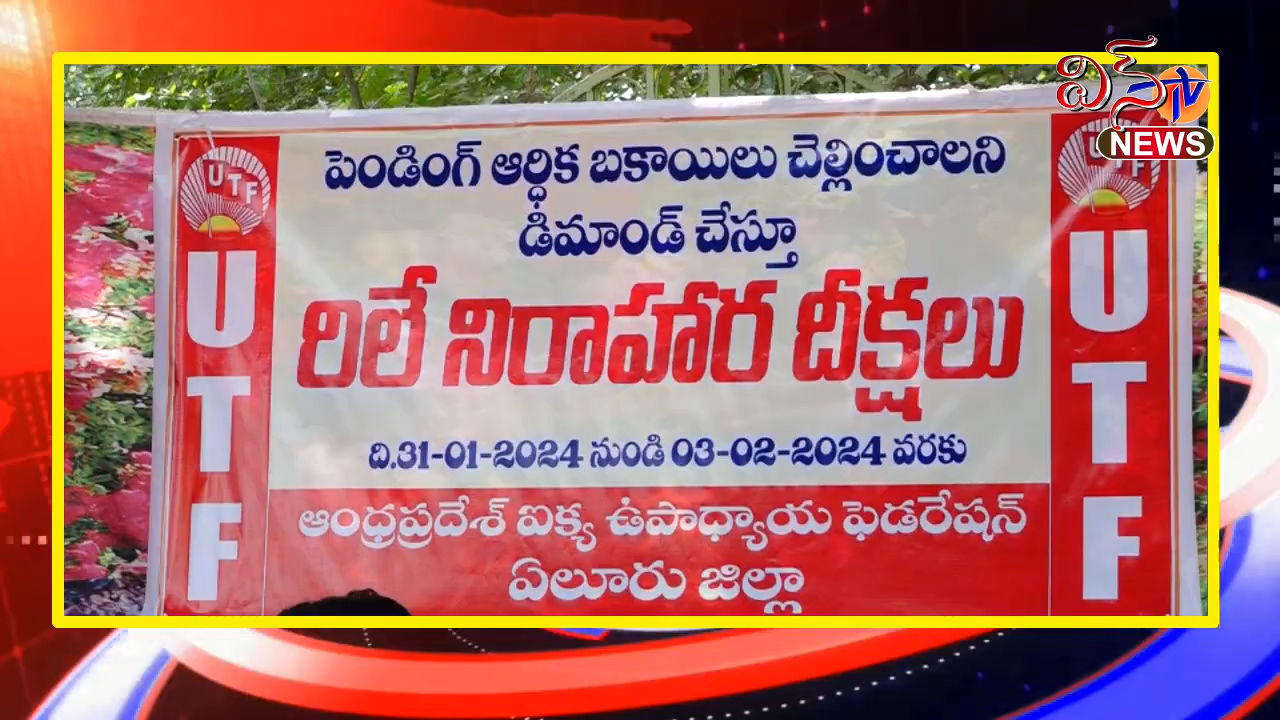 విన్ TV
NEWS
UTF
UTF
పెండింగ్ ఆర్ధిక బకాయిలు చెల్లించాలని
డిమాండ్ చేస్తూ
రిలే నిరాహార దీక్షలు
ది.31-01-2024 నుండి 03-02-2024 వరకు
ఆంధ్రప్రదేశ్ ఐక్య ఉపాధ్యాయ ఫెడరేషన్
ఏలూరు జిల్లా
UTF
UTF